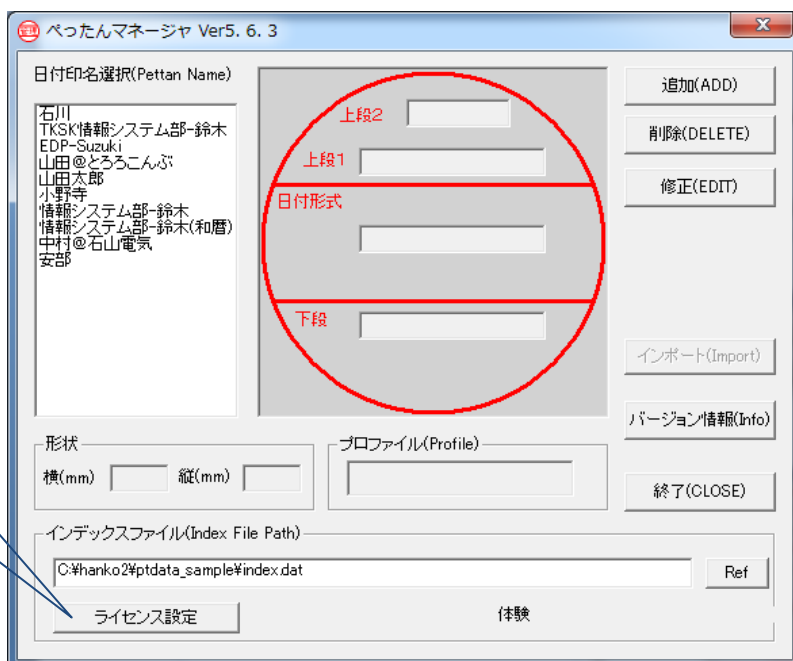 ぺったんマネージャ Ver5. 6. 3
日付印名選択(Pettan Name)
石川
TKSK情報システム部-鈴木
EDP-Suzuki
山田@とろろこんぶ
山田太郎
小野寺
情報システム部-鈴木
情報システム部-鈴木(和暦)
中村@石山電気
安部
上段2
上段1
日付形式
下段
追加(ADD)
削除(DELETE)
修正(EDIT)
インポート(Import)
バージョン情報(Info)
終了(CLOSE)
形状
横(mm)
縦(mm)
プロファイル(Profile)
インデックスファイル(Index File Path)
C:¥hanko2¥ptdata_sample¥index.dat
Ref
ライセンス設定
体験